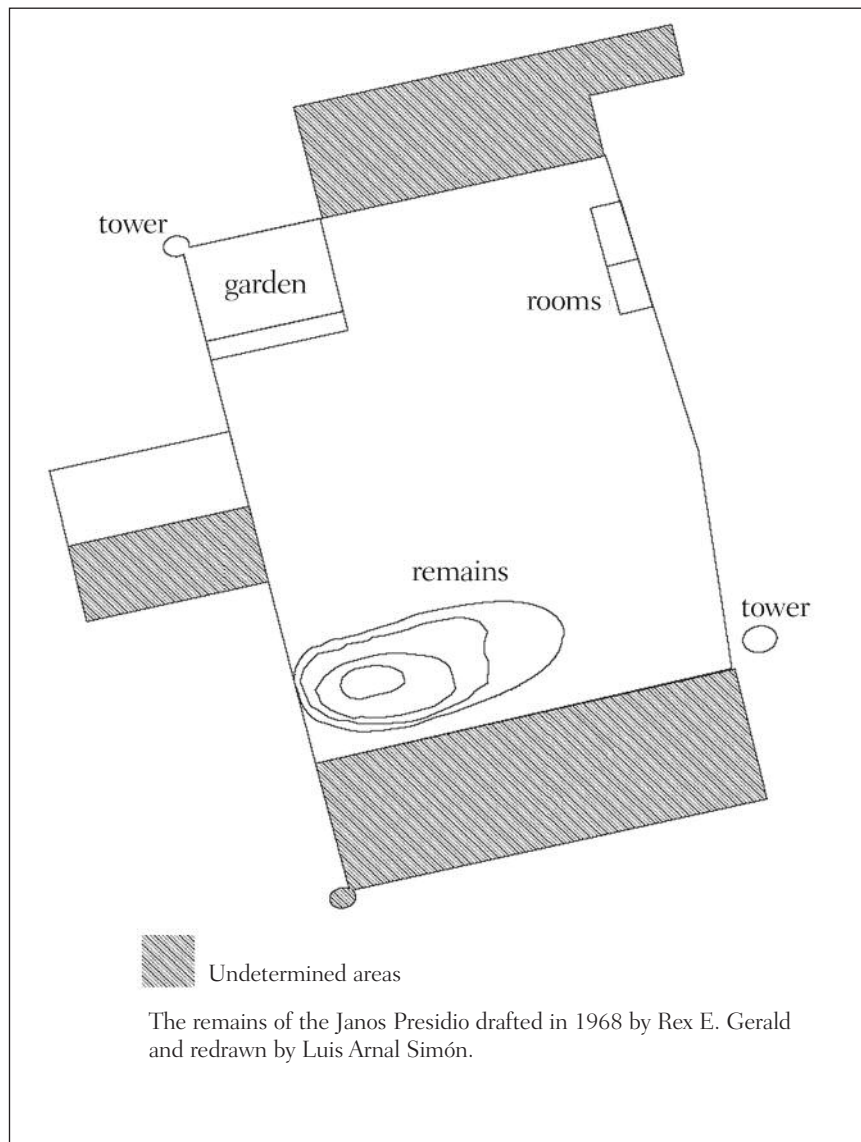 tower
garden
rooms
remains
tower
Undetermined areas
The remains of the Janos Presidio drafted in 1968 by Rex E. Gerald
and redrawn by Luis Arnal Simón.